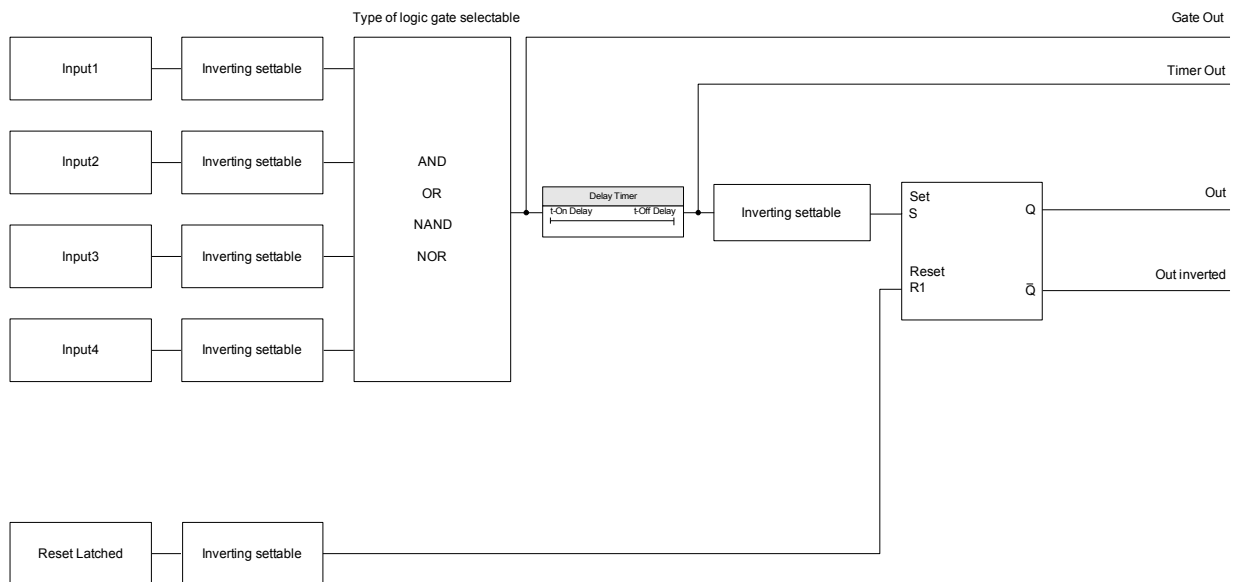 Type of logic gate selectable
Gate Out
Input1
Inverting settable
Timer Out
Input2
Inverting settable
AND
OR
NAND
NOR
Delay Timer
t-On Delay
t-Off Delay
Inverting settable
Set
S
Q
Out
Input3
Inverting settable
Reset
R1
Q̅
Out inverted
Input4
Inverting settable
Reset Latched
Inverting settable